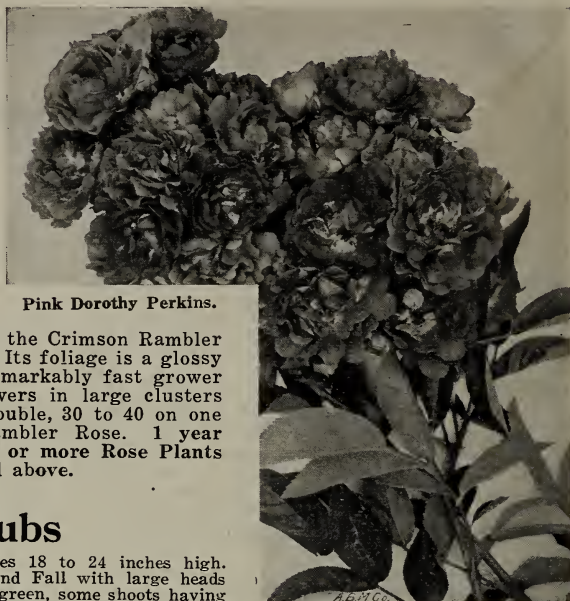 Pink Dorothy Perkins.
the Crimson Rambler
Its foliage is a glossy
markably fast grower
vers in large clusters
ouble, 30 to 40 on one
mbler Rose. 1 year
or more Rose Plants
l above.
ubs
es 18 to 24 inches high.
nd Fall with large heads
green, some shoots having
A.G.M.Co.